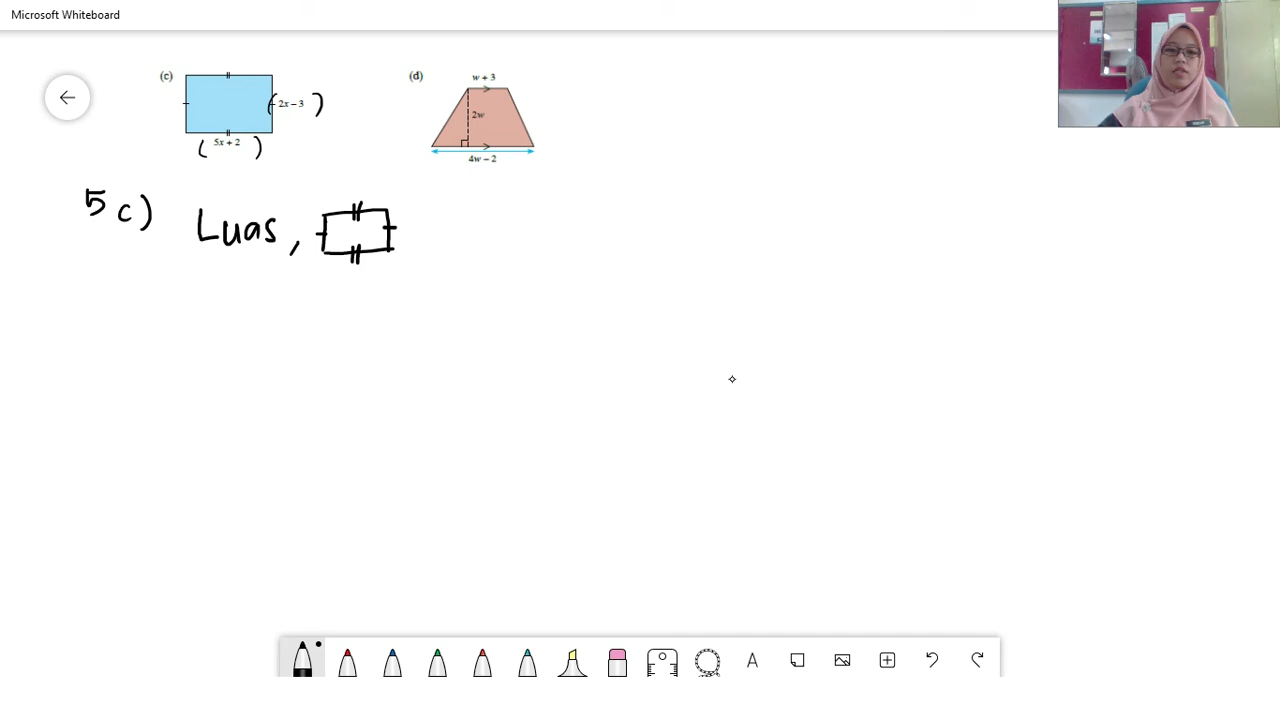 Microsoft Whiteboard
(c)
( 2x – 3 )
( 5x + 2 )
(d)
w + 3
2w
4w – 2
5 c) Luas,
A